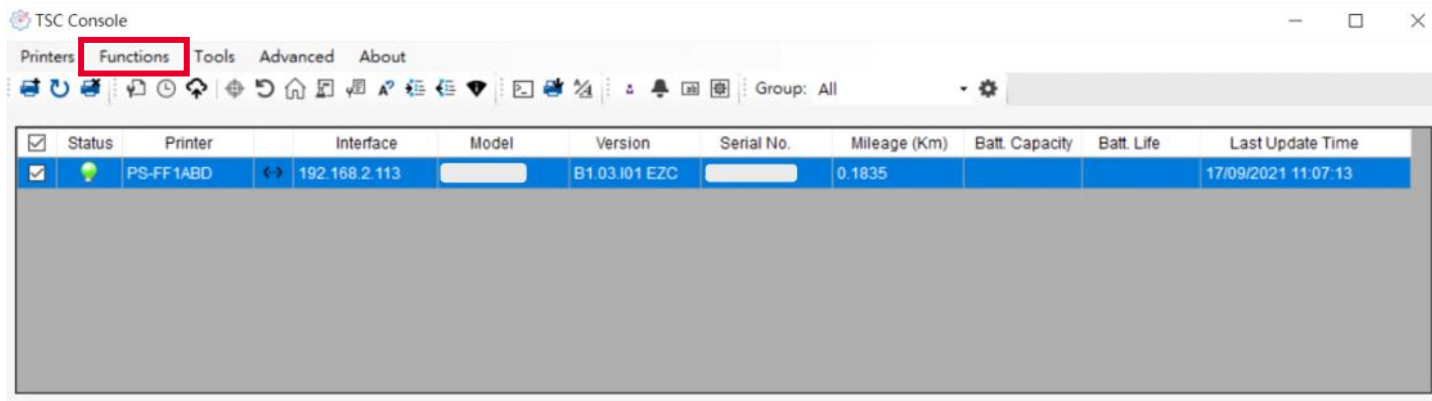 TSC Console
Printers Functions Tools Advanced About
Group: All
Status Printer Interface Model Version Serial No. Mileage (Km) Batt. Capacity Batt. Life Last Update Time
PS-FF1ABD 192.168.2.113 B1.03.I01 EZC 0.1835 17/09/2021 11:07:13